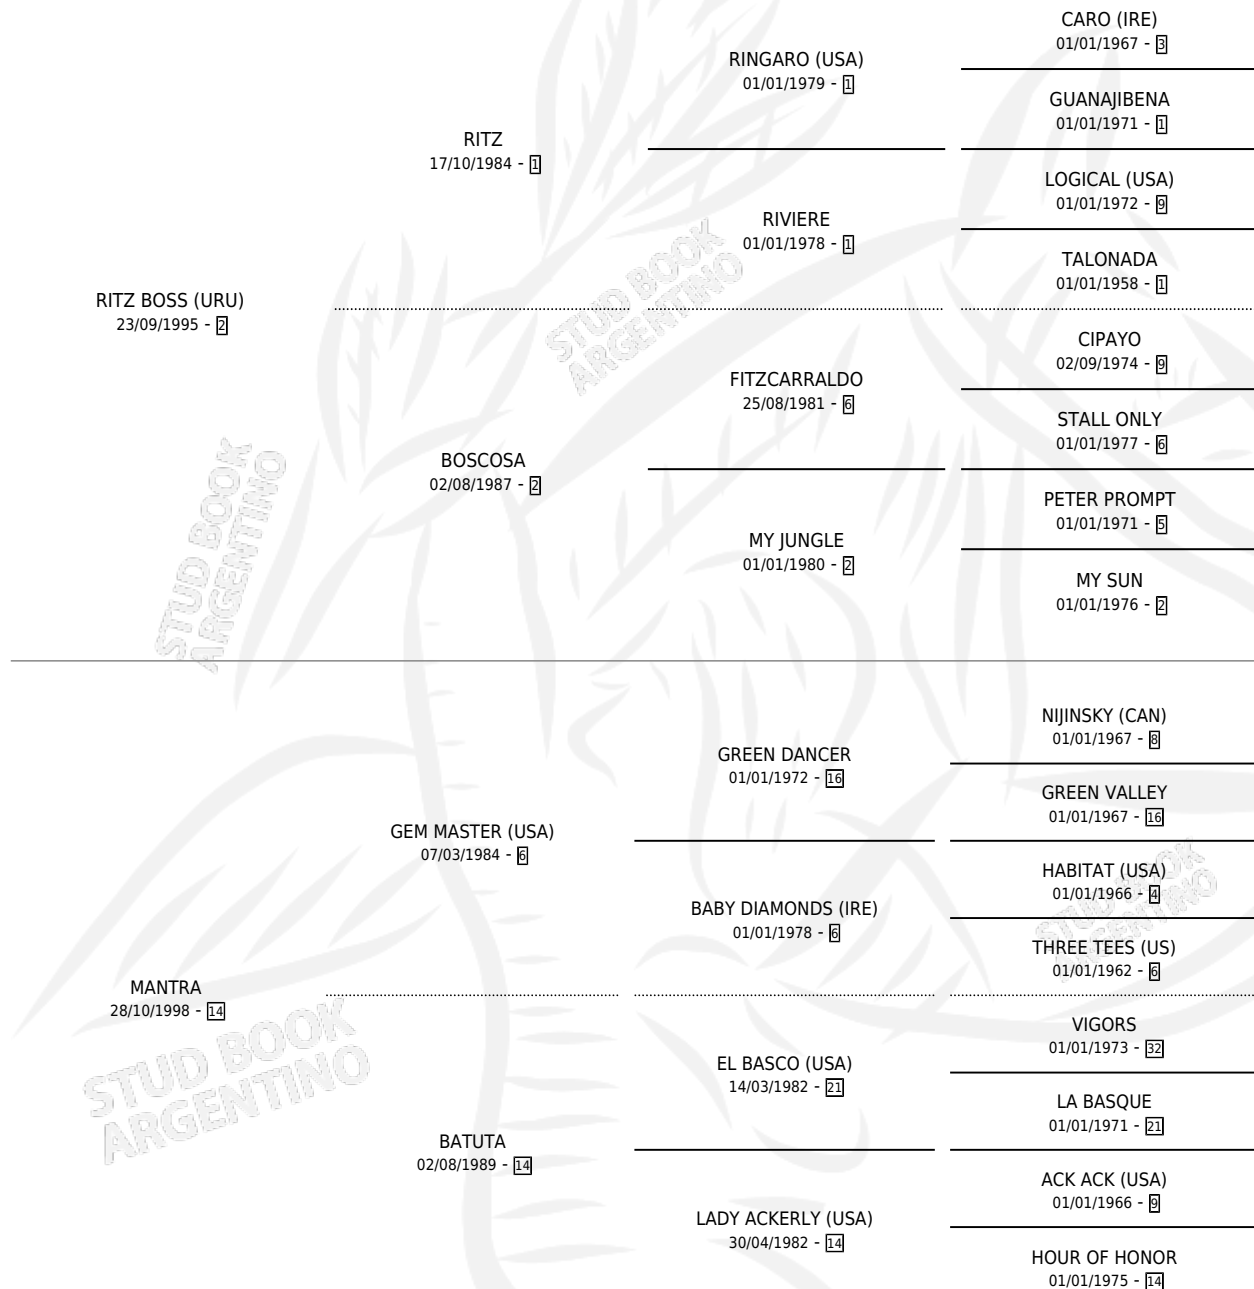 CARO (IRE)
01/01/1967 - 3
RINGARO (USA)
01/01/1979 - 1
GUANAJIBENA
01/01/1971 - 1
RITZ
17/10/1984 - 1
LOGICAL (USA)
01/01/1972 - 9
RIVIERE
01/01/1978 - 1
TALONADA
01/01/1958 - 1
RITZ BOSS (URU)
23/09/1995 - 2
STUD BOOK
ARGENTINO
CIPAYO
02/09/1974 - 9
FITZCARRALDO
25/08/1981 - 6
STALL ONLY
01/01/1977 - 6
BOSCOSA
02/08/1987 - 2
PETER PROMPT
01/01/1971 - 5
MY JUNGLE
01/01/1980 - 2
MY SUN
01/01/1976 - 2
STUD BOOK
ARGENTINO
NIJINSKY (CAN)
01/01/1967 - 8
GREEN DANCER
01/01/1972 - 16
GREEN VALLEY
01/01/1967 - 16
GEM MASTER (USA)
07/03/1984 - 6
HABITAT (USA)
01/01/1966 - 4
BABY DIAMONDS (IRE)
01/01/1978 - 6
THREE TEES (US)
01/01/1962 - 6
STUD BOOK
ARGENTINO
MANTRA
28/10/1998 - 14
VIGORS
01/01/1973 - 32
EL BASCO (USA)
14/03/1982 - 21
LA BASQUE
01/01/1971 - 21
STUD BOOK
ARGENTINO
BATUTA
02/08/1989 - 14
ACK ACK (USA)
01/01/1966 - 9
LADY ACKERLY (USA)
30/04/1982 - 14
HOUR OF HONOR
01/01/1975 - 14